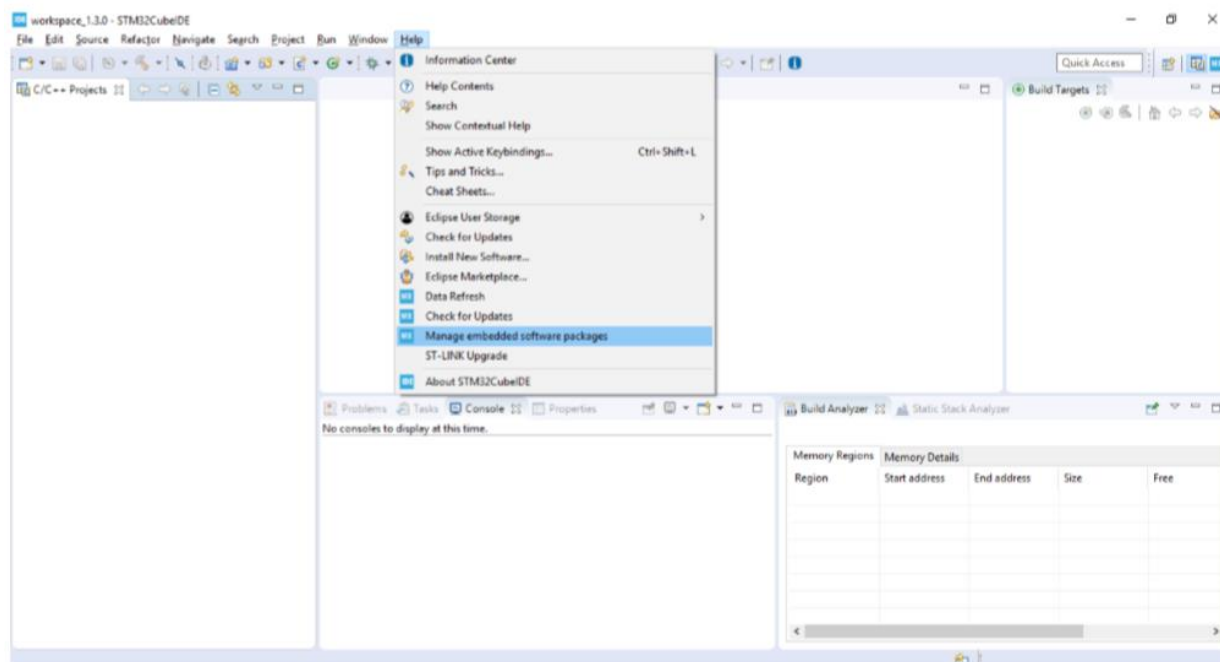 workspace_1.3.0 - STM32CubeIDE
File Edit Source Refactor Navigate Search Project Run Window Help
Quick Access
C/C++ Projects
Build Targets
Information Center
Help Contents
Search
Show Contextual Help
Show Active Keybindings... Ctrl+Shift+L
Tips and Tricks...
Cheat Sheets...
Eclipse User Storage
Check for Updates
Install New Software...
Eclipse Marketplace...
Data Refresh
Check for Updates
Manage embedded software packages
ST-LINK Upgrade
About STM32CubeIDE
Problems Tasks Console Properties
No consoles to display at this time.
Build Analyzer Static Stack Analyzer
Memory Regions Memory Details
Region Start address End address Size Free